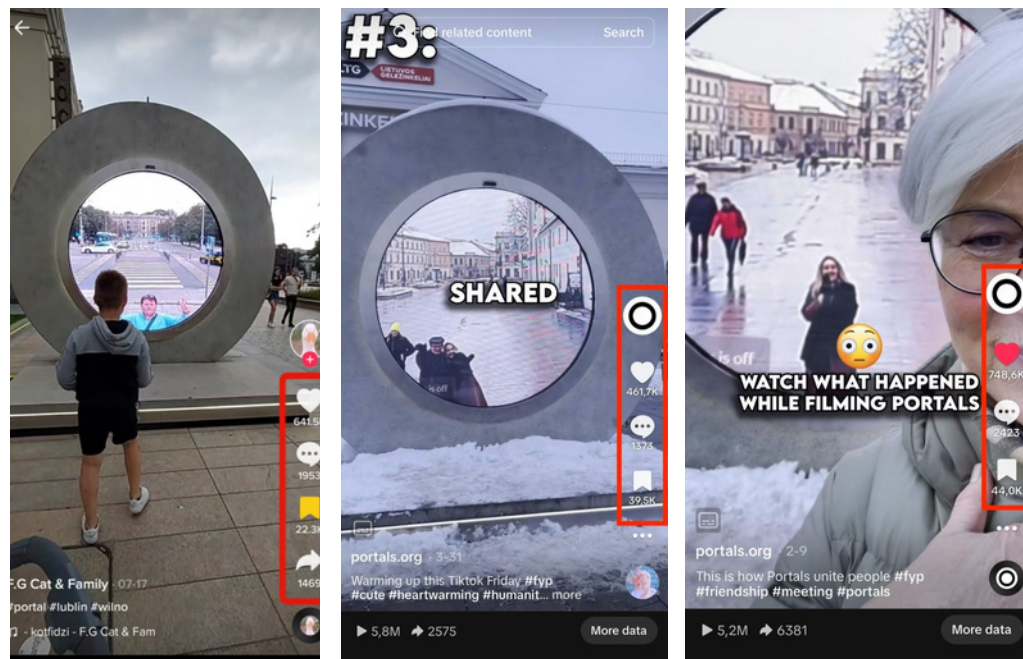 641.5
1953
22.3K
1469
F.G Cat & Family · 07-17
#portal #lublin #wilno
- kotfidzi - F.G Cat & Fam
#3:
Find related content
Search
LTG
LIETUVOS
GELEŽINKELIAI
ZINKEL
SHARED
is off
461,7K
1373
39,5K
portals.org · 3-31
Warming up this Tiktok Friday #fyp
#cute #heartwarming #humanit... more
5,8M
2575
More data
is off
WATCH WHAT HAPPENED
WHILE FILMING PORTALS
748,6K
2423
44,0K
portals.org · 2-9
This is how Portals unite people #fyp
#friendship #meeting #portals
5,2M
6381
More data